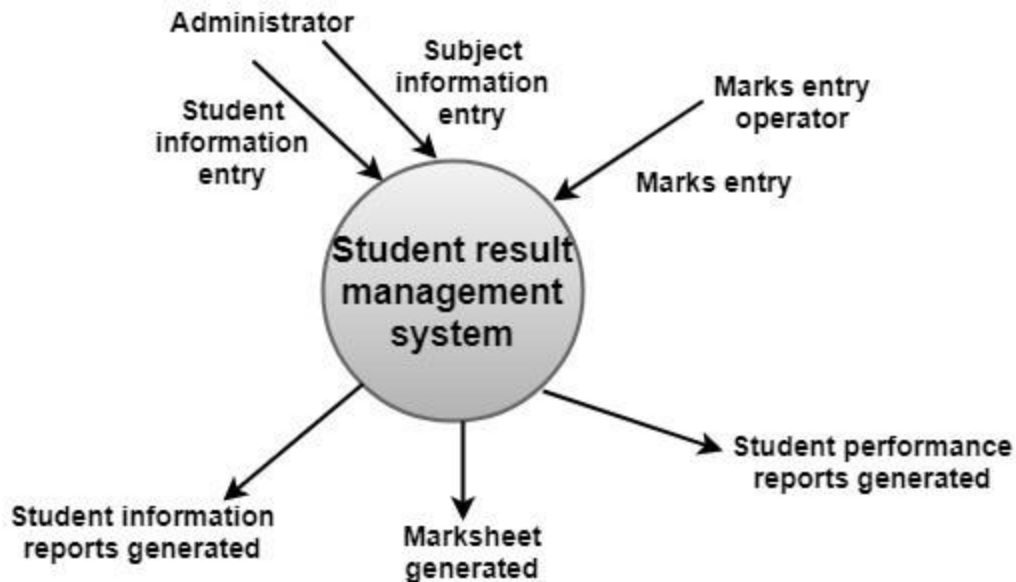 Administrator
Subject
information
entry
Student
information
entry
Marks entry
operator
Marks entry
Student result
management
system
Student performance
reports generated
Student information
reports generated
Marksheet
generated